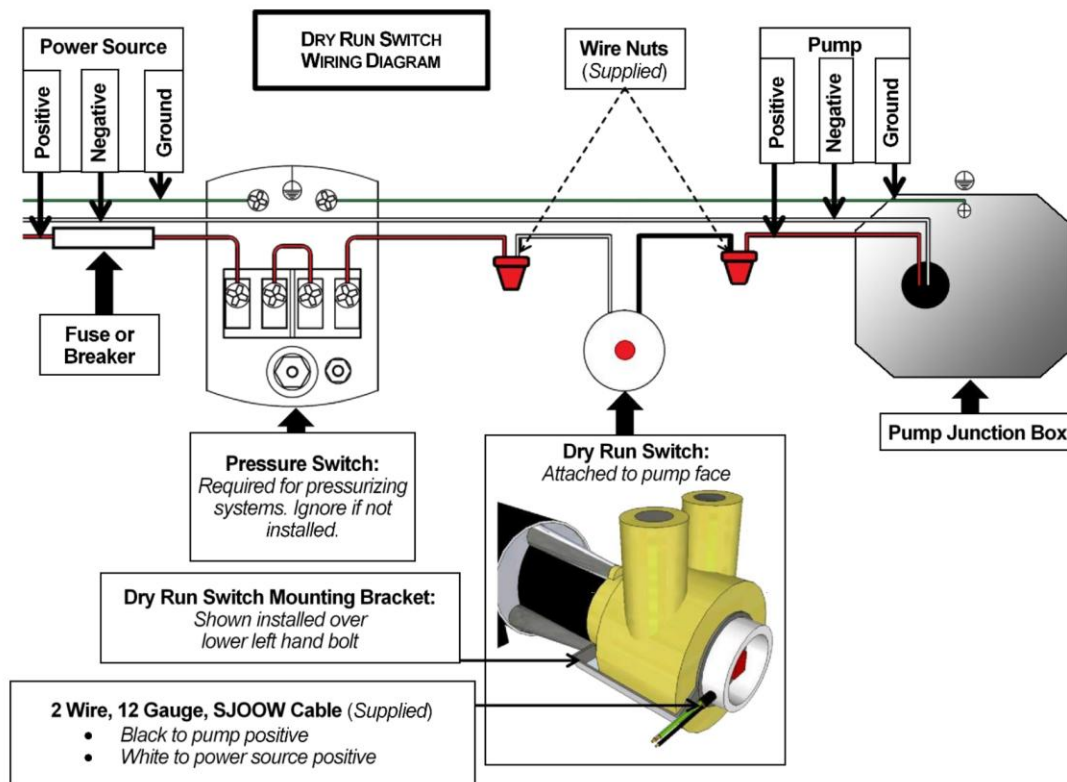 Power Source
Positive
Negative
Ground
DRY RUN SWITCH
WIRING DIAGRAM
Wire Nuts
(Supplied)
Pump
Positive
Negative
Ground
Fuse or
Breaker
Pressure Switch:
Required for pressurizing
systems. Ignore if not
installed.
Dry Run Switch:
Attached to pump face
Pump Junction Box
Dry Run Switch Mounting Bracket:
Shown installed over
lower left hand bolt
2 Wire, 12 Gauge, SJOOW Cable (Supplied)
• Black to pump positive
• White to power source positive